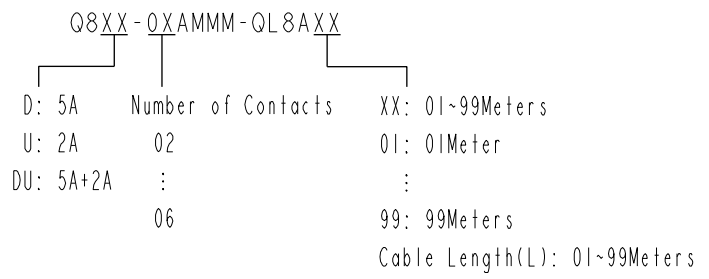 Q8XX-0XAMMM-QL8AXX
D: 5A Number of Contacts XX: 01~99Meters
U: 2A 02 01: 01Meter
DU: 5A+2A ⋮ ⋮
06 99: 99Meters
Cable Length(L): 01~99Meters